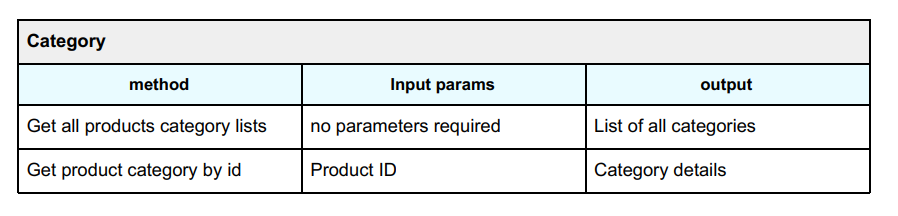 Category
method Input params output
Get all products category lists no parameters required List of all categories
Get product category by id Product ID Category details